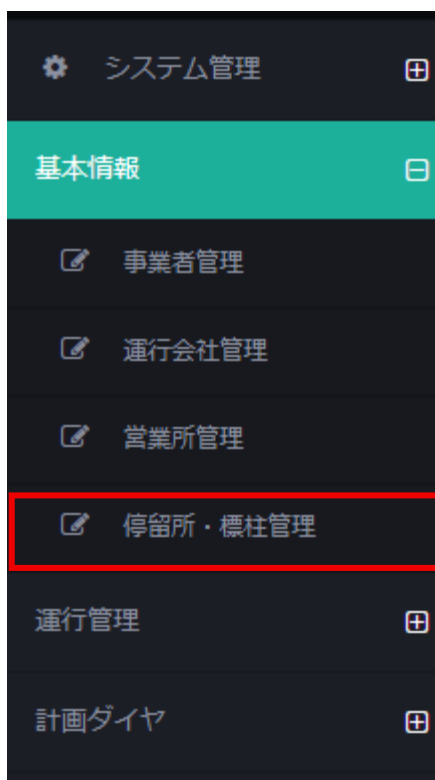 システム管理
基本情報
事業者管理
運行会社管理
営業所管理
停留所・標柱管理
運行管理
計画ダイヤ